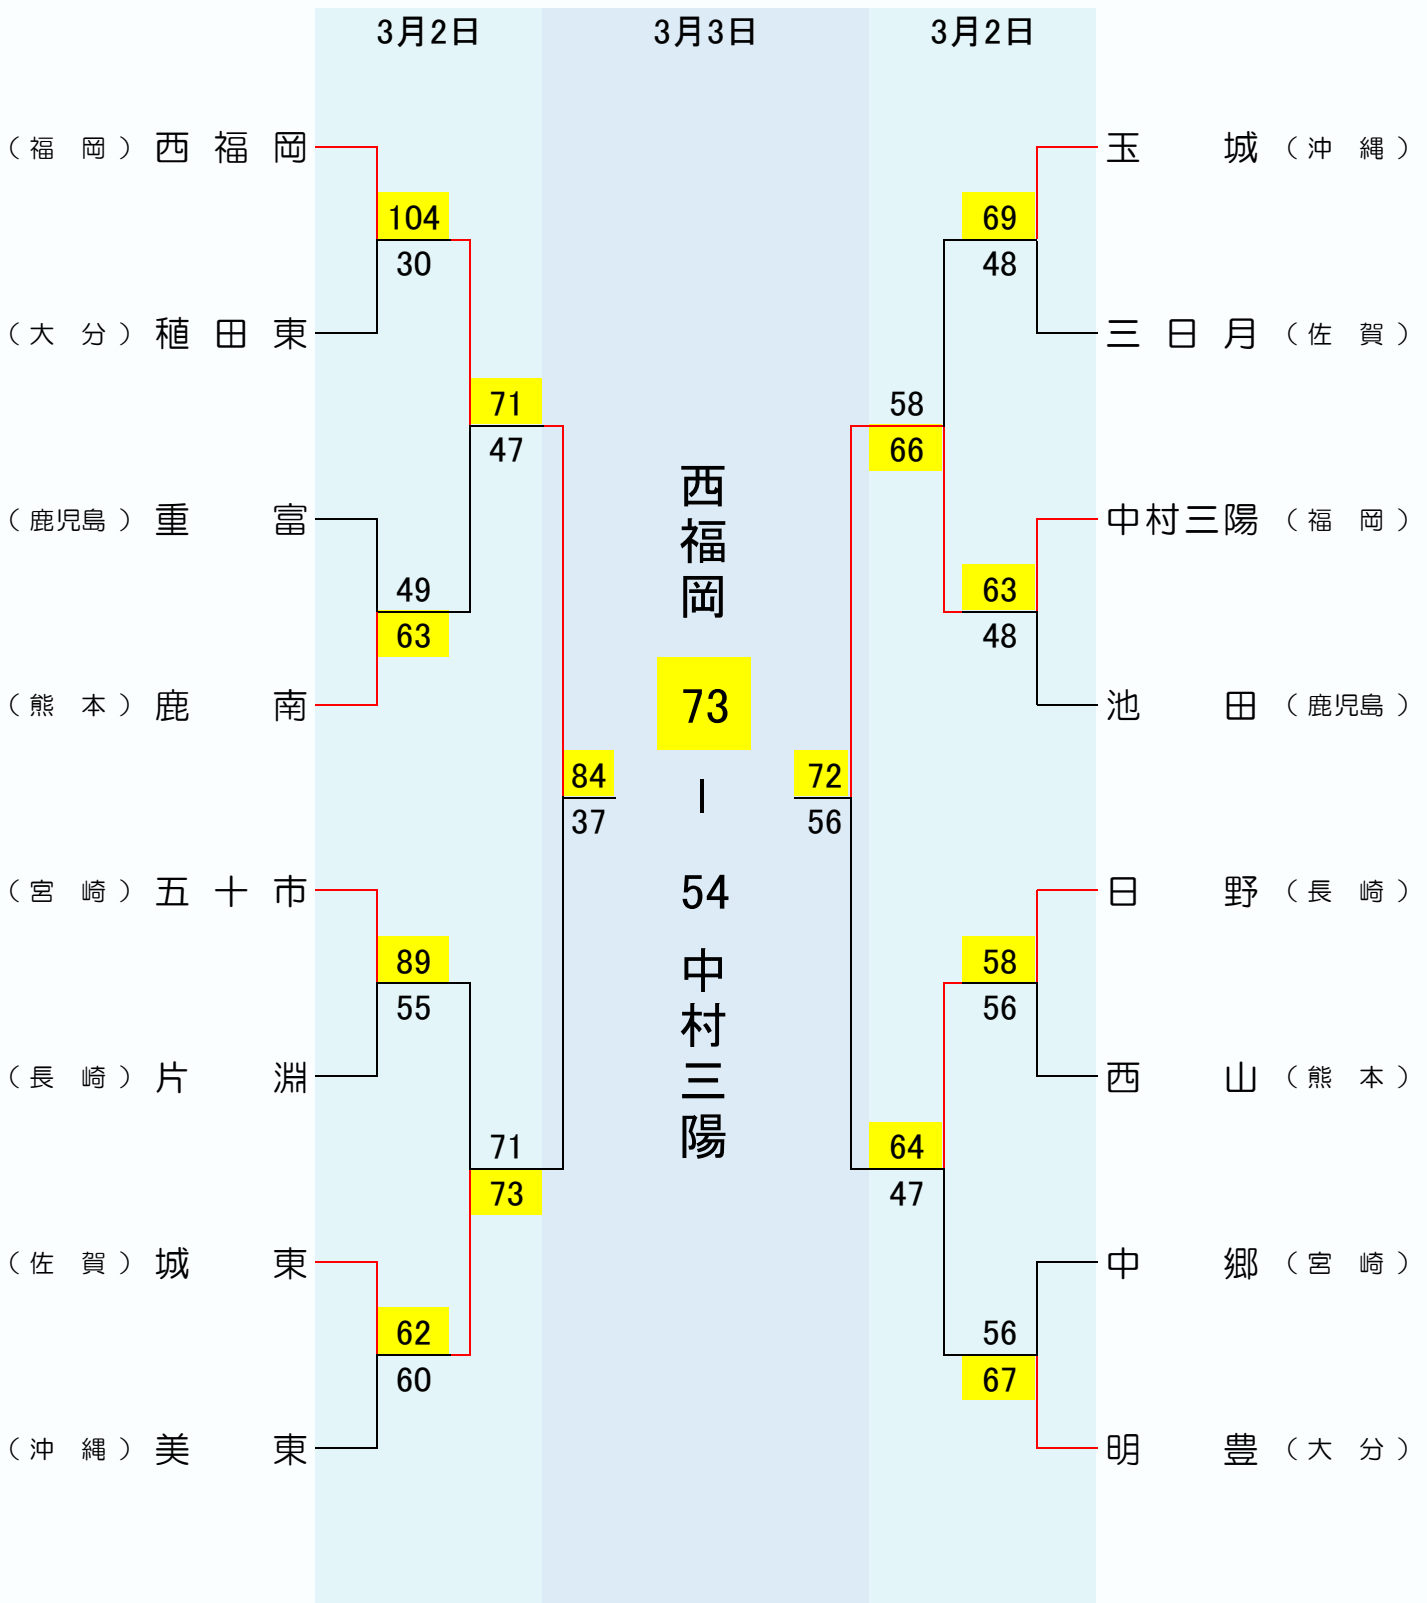 3月2日
3月3日
3月2日
（福　岡）西福岡
（大　分）稙田東
（鹿児島）重　富
（熊　本）鹿　南
（宮　崎）五十市
（長　崎）片　淵
（佐　賀）城　東
（沖　縄）美　東
104
30
49
63
89
55
62
60
71
47
71
73
84
37
西福岡
73
－
54
中村三陽
72
56
58
66
64
47
69
48
63
48
58
56
56
67
玉　城（沖　縄）
三日月（佐　賀）
中村三陽（福　岡）
池　田（鹿児島）
日　野（長　崎）
西　山（熊　本）
中　郷（宮　崎）
明　豊（大　分）